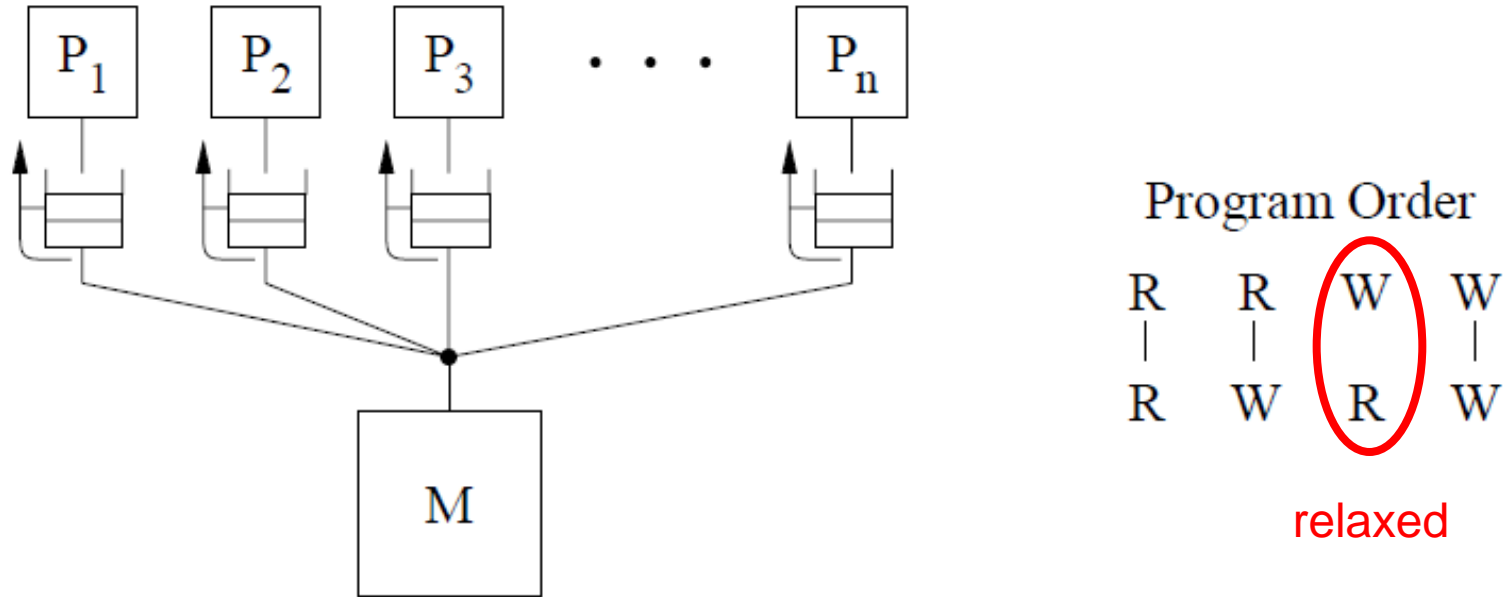 P1 P2 P3 . . . Pn
Program Order
R R W W
R W R W
M
relaxed